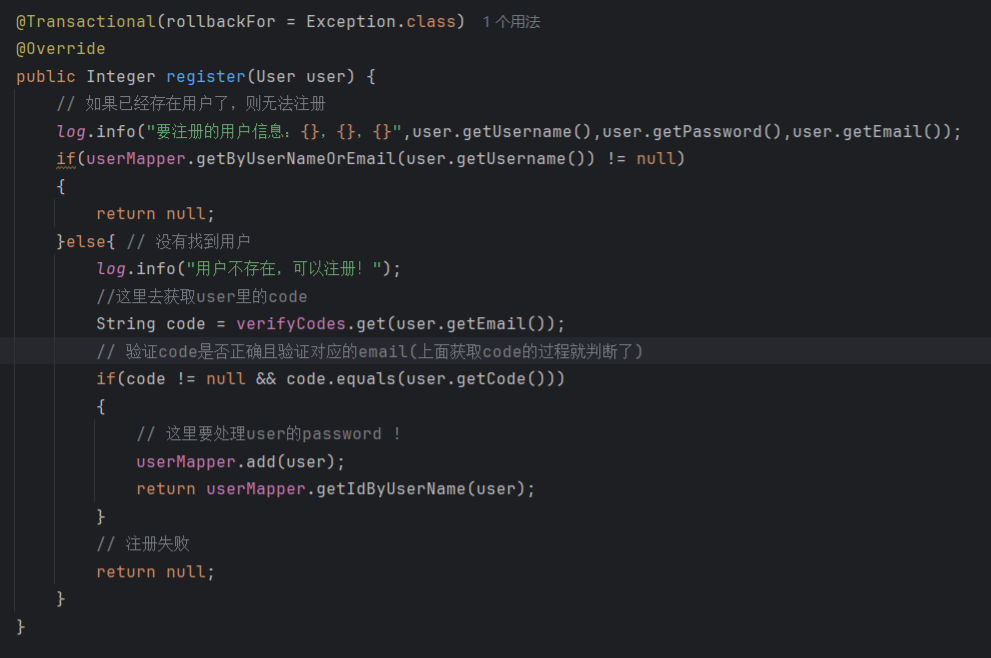 @Transactional(rollbackFor = Exception.class) 1 个用法
@Override
public Integer register(User user) {
// 如果已经存在用户了，则无法注册
log.info("要注册的用户信息：{}，{}，{}",user.getUsername(),user.getPassword(),user.getEmail());
if(userMapper.getByUserNameOrEmail(user.getUsername()) != null)
{
return null;
}else{ // 没有找到用户
log.info("用户不存在，可以注册！");
//这里去获取user里的code
String code = verifyCodes.get(user.getEmail());
// 验证code是否正确且验证对应的email(上面获取code的过程就判断了)
if(code != null && code.equals(user.getCode()))
{
// 这里要处理user的password ！
userMapper.add(user);
return userMapper.getIdByUserName(user);
}
// 注册失败
return null;
}
}